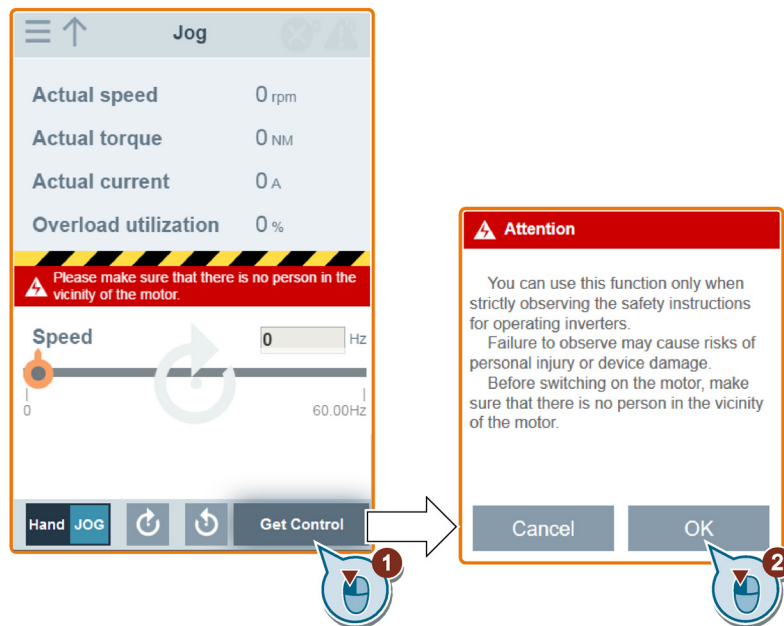 Jog
Actual speed 0 rpm
Actual torque 0 NM
Actual current 0 A
Overload utilization 0 %
Please make sure that there is no person in the
vicinity of the motor.
Speed 0 Hz
0 60.00Hz
Hand JOG Get Control
1
Attention
You can use this function only when
strictly observing the safety instructions
for operating inverters.
Failure to observe may cause risks of
personal injury or device damage.
Before switching on the motor, make
sure that there is no person in the vicinity
of the motor.
Cancel OK
2